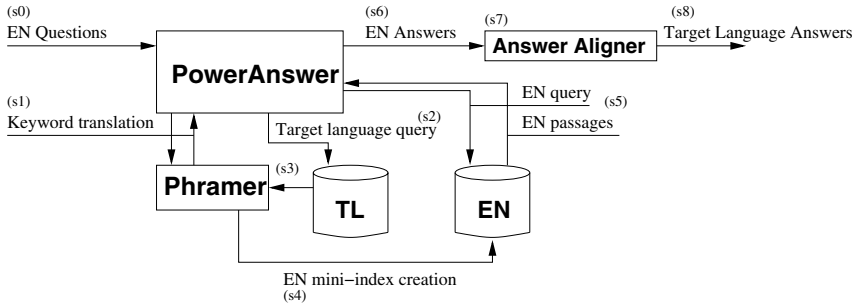 (s0)
EN Questions
(s6)
EN Answers
(s7)
Answer Aligner
(s8)
Target Language Answers
PowerAnswer
(s1)
Keyword translation
EN query
(s5)
EN passages
(s2)
Target language query
(s3)
Phramer
TL
EN
EN mini−index creation
(s4)